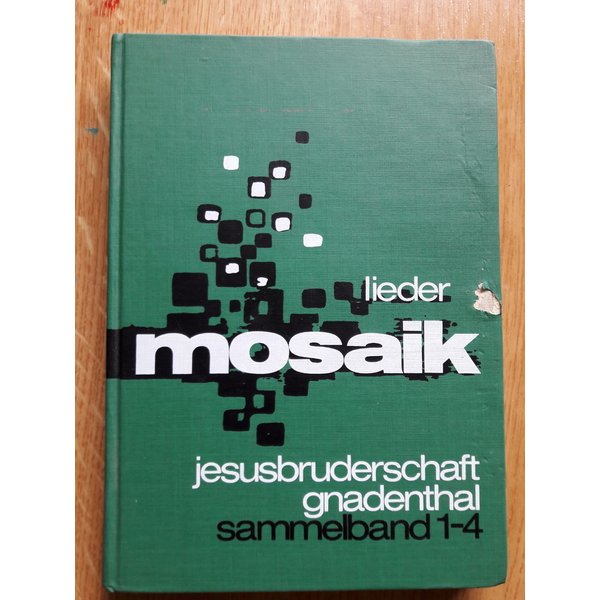 lieder
mosaik
jesusbruderschaft
gnadenthal
sammelband 1-4